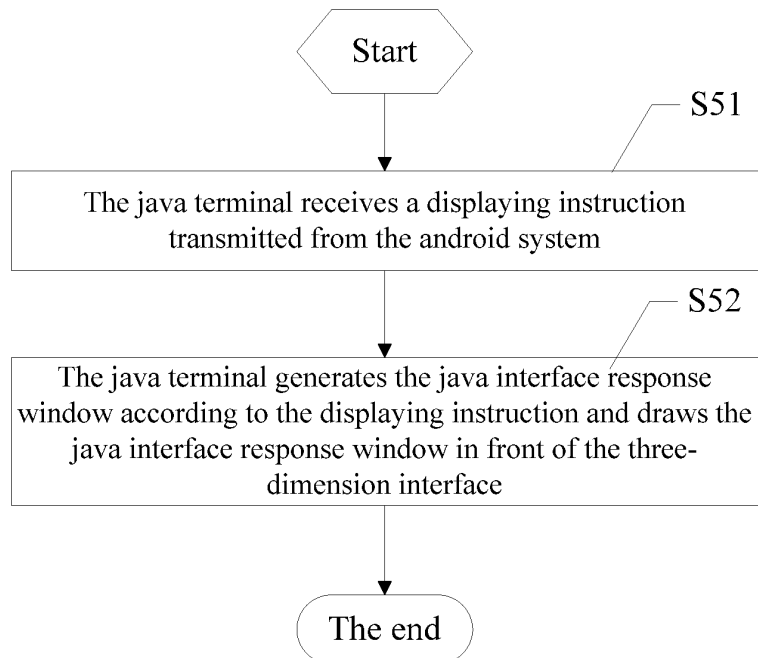 Start
S51
The java terminal receives a displaying instruction
transmitted from the android system
S52
The java terminal generates the java interface response
window according to the displaying instruction and draws the
java interface response window in front of the three-
dimension interface
The end